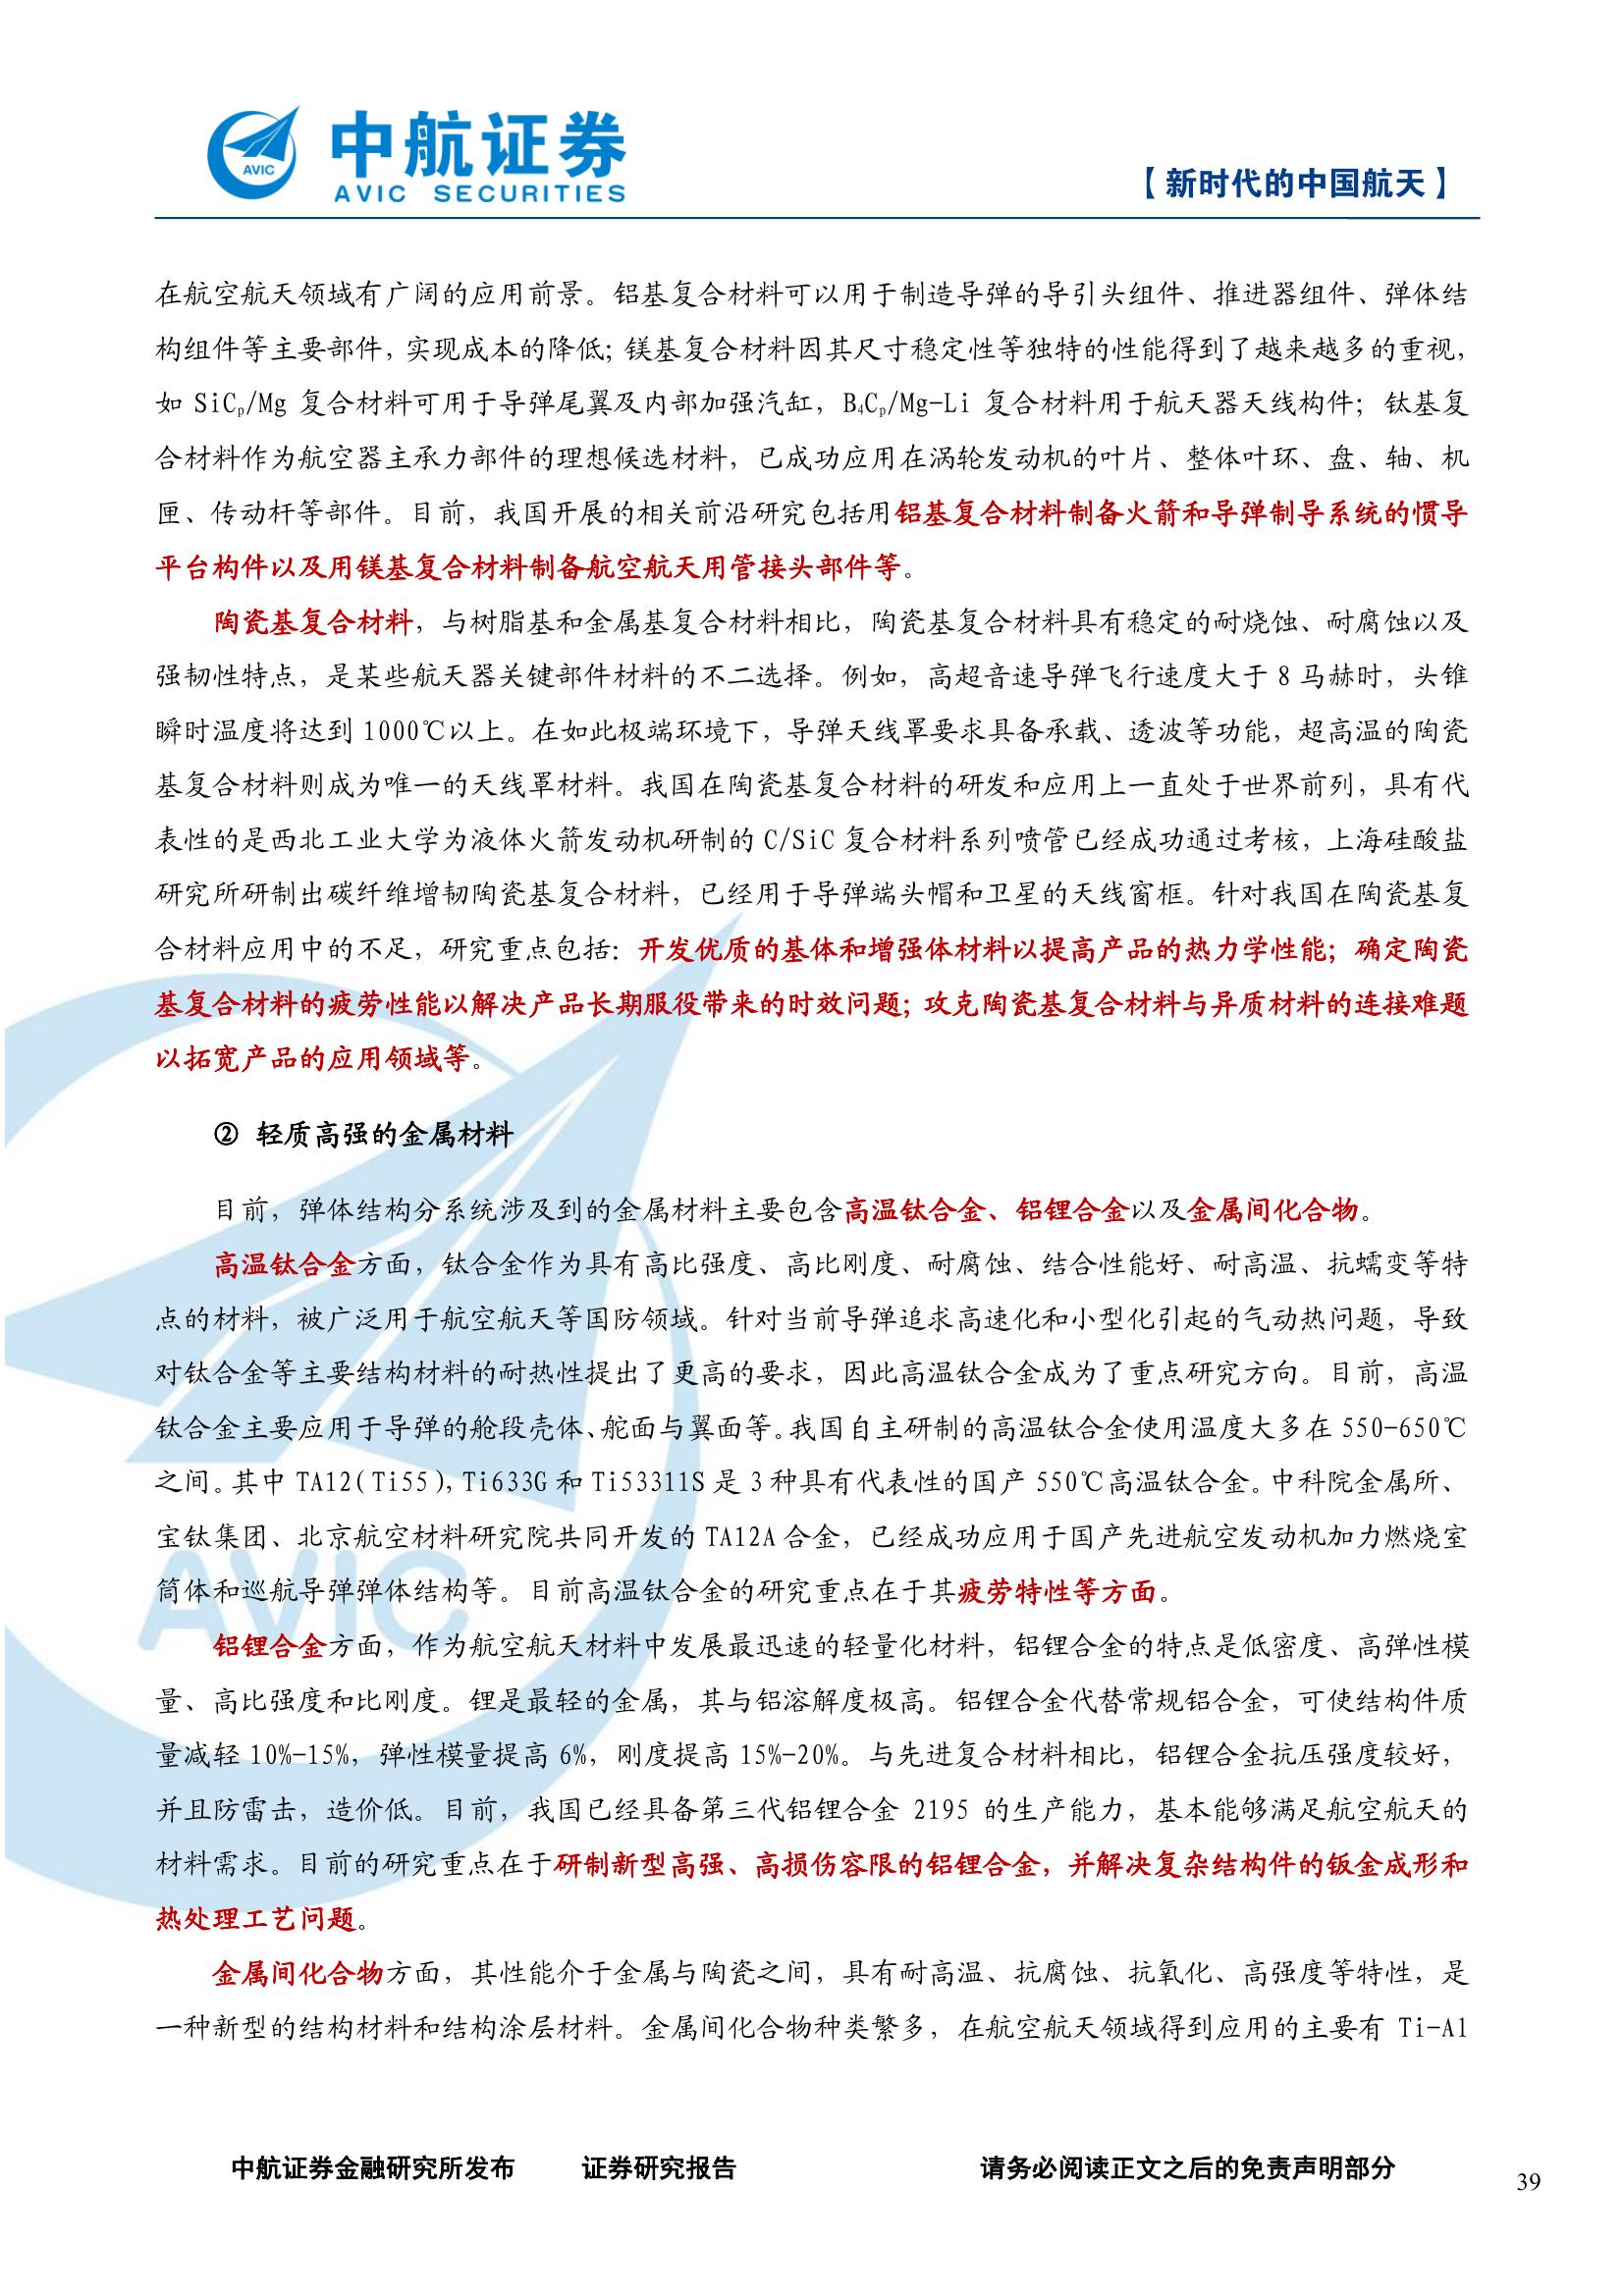 AVIC
中航证券
AVIC SECURITIES
【新时代的中国航天】
在航空航天领域有广阔的应用前景。铝基复合材料可以用于制造导弹的导引头组件、推进器组件、弹体结
构组件等主要部件，实现成本的降低；镁基复合材料因其尺寸稳定性等独特的性能得到了越来越多的重视，
如 SiCp/Mg 复合材料可用于导弹尾翼及内部加强汽缸，B4Cp/Mg-Li 复合材料用于航天器天线构件；钛基复
合材料作为航空器主承力部件的理想候选材料，已成功应用在涡轮发动机的叶片、整体叶环、盘、轴、机
匣、传动杆等部件。目前，我国开展的相关前沿研究包括用铝基复合材料制备火箭和导弹制导系统的惯导
平台构件以及用镁基复合材料制备航空航天用管接头部件等。
陶瓷基复合材料，与树脂基和金属基复合材料相比，陶瓷基复合材料具有稳定的耐烧蚀、耐腐蚀以及
强韧性特点，是某些航天器关键部件材料的不二选择。例如，高超音速导弹飞行速度大于 8 马赫时，头锥
瞬时温度将达到 1000℃以上。在如此极端环境下，导弹天线罩要求具备承载、透波等功能，超高温的陶瓷
基复合材料则成为唯一的天线罩材料。我国在陶瓷基复合材料的研发和应用上一直处于世界前列，具有代
表性的是西北工业大学为液体火箭发动机研制的 C/SiC 复合材料系列喷管已经成功通过考核，上海硅酸盐
研究所研制出碳纤维增韧陶瓷基复合材料，已经用于导弹端头帽和卫星的天线窗框。针对我国在陶瓷基复
合材料应用中的不足，研究重点包括：开发优质的基体和增强体材料以提高产品的热力学性能；确定陶瓷
基复合材料的疲劳性能以解决产品长期服役带来的时效问题；攻克陶瓷基复合材料与异质材料的连接难题
以拓宽产品的应用领域等。
② 轻质高强的金属材料
目前，弹体结构分系统涉及到的金属材料主要包含高温钛合金、铝锂合金以及金属间化合物。
高温钛合金方面，钛合金作为具有高比强度、高比刚度、耐腐蚀、结合性能好、耐高温、抗蠕变等特
点的材料，被广泛用于航空航天等国防领域。针对当前导弹追求高速化和小型化引起的气动热问题，导致
对钛合金等主要结构材料的耐热性提出了更高的要求，因此高温钛合金成为了重点研究方向。目前，高温
钛合金主要应用于导弹的舱段壳体、舵面与翼面等。我国自主研制的高温钛合金使用温度大多在 550-650℃
之间。其中 TA12(Ti55)，Ti633G 和 Ti53311S 是 3 种具有代表性的国产 550℃高温钛合金。中科院金属所、
宝钛集团、北京航空材料研究院共同开发的 TA12A 合金，已经成功应用于国产先进航空发动机加力燃烧室
筒体和巡航导弹弹体结构等。目前高温钛合金的研究重点在于其疲劳特性等方面。
铝锂合金方面，作为航空航天材料中发展最迅速的轻量化材料，铝锂合金的特点是低密度、高弹性模
量、高比强度和比刚度。锂是最轻的金属，其与铝溶解度极高。铝锂合金代替常规铝合金，可使结构件质
量减轻 10%-15%，弹性模量提高 6%，刚度提高 15%-20%。与先进复合材料相比，铝锂合金抗压强度较好，
并且防雷击，造价低。目前，我国已经具备第三代铝锂合金 2195 的生产能力，基本能够满足航空航天的
材料需求。目前的研究重点在于研制新型高强、高损伤容限的铝锂合金，并解决复杂结构件的钣金成形和
热处理工艺问题。
金属间化合物方面，其性能介于金属与陶瓷之间，具有耐高温、抗腐蚀、抗氧化、高强度等特性，是
一种新型的结构材料和结构涂层材料。金属间化合物种类繁多，在航空航天领域得到应用的主要有 Ti-Al
AVIC
中航证券金融研究所发布 证券研究报告 请务必阅读正文之后的免责声明部分
39